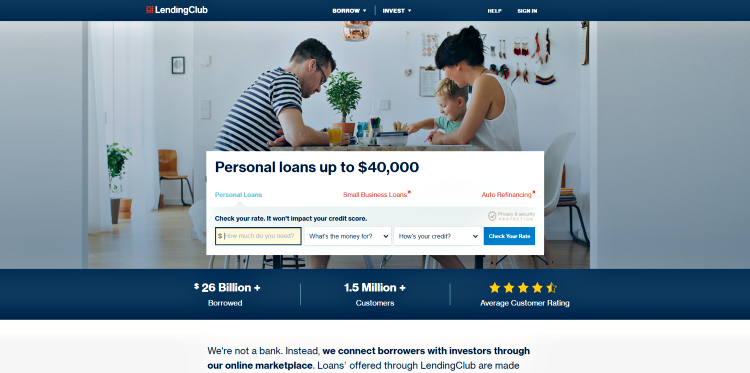 LendingClub
BORROW
INVEST
HELP
SIGN IN
Personal loans up to $40,000
Personal Loans
Small Business Loans
Auto Refinancing
Check your rate. It won't impact your credit score.
Privacy & security
PROTECTION
$ How much do you need?
What's the money for?
How's your credit?
Check Your Rate
$ 26 Billion +
1.5 Million +
Borrowed
Customers
Average Customer Rating
We're not a bank. Instead, we connect borrowers with investors through
our online marketplace. Loans* offered through LendingClub are made